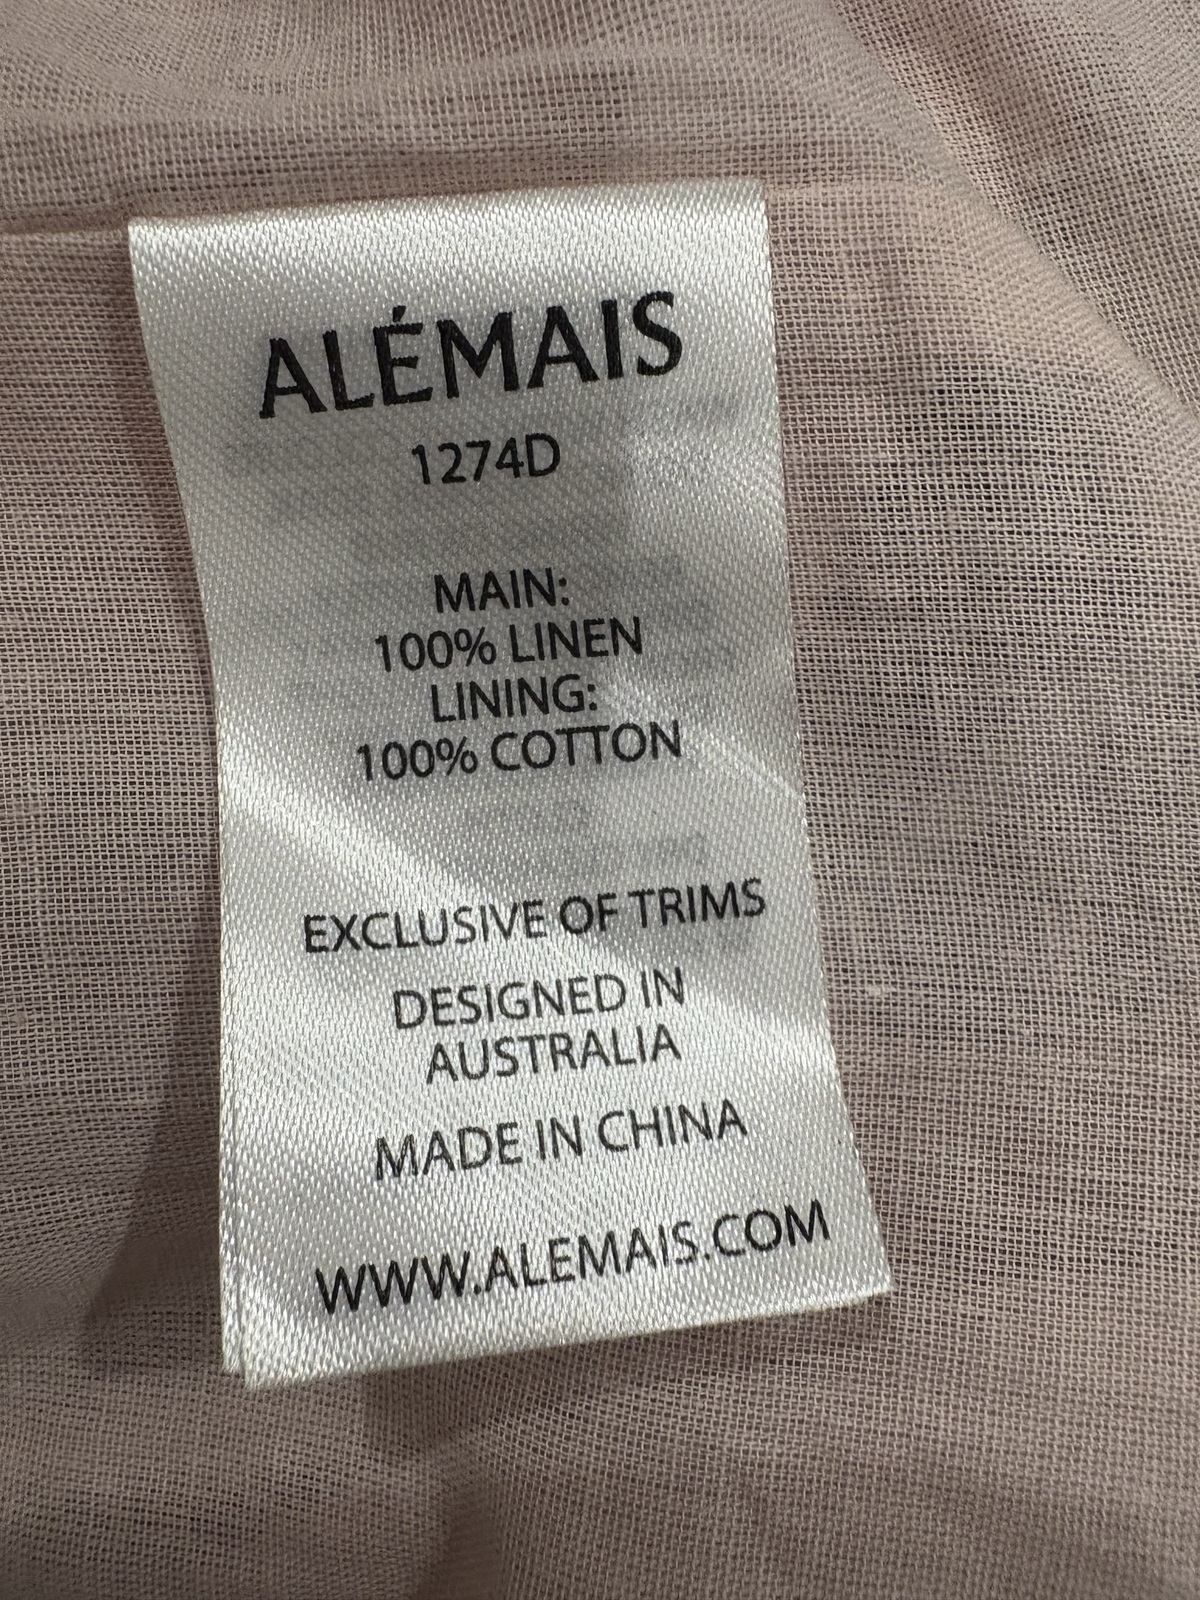 ALÉMAIS
1274D
MAIN:
100% LINEN
LINING:
100% COTTON
EXCLUSIVE OF TRIMS
DESIGNED IN
AUSTRALIA
MADE IN CHINA
WWW.ALEMAIS.COM